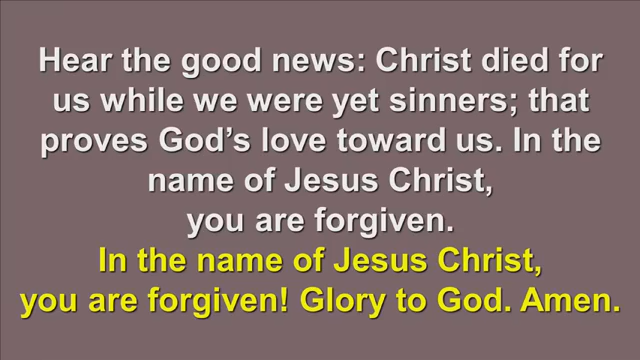 Hear the good news: Christ died for
us while we were yet sinners; that
proves God’s love toward us. In the
name of Jesus Christ,
you are forgiven.
In the name of Jesus Christ,
you are forgiven! Glory to God. Amen.